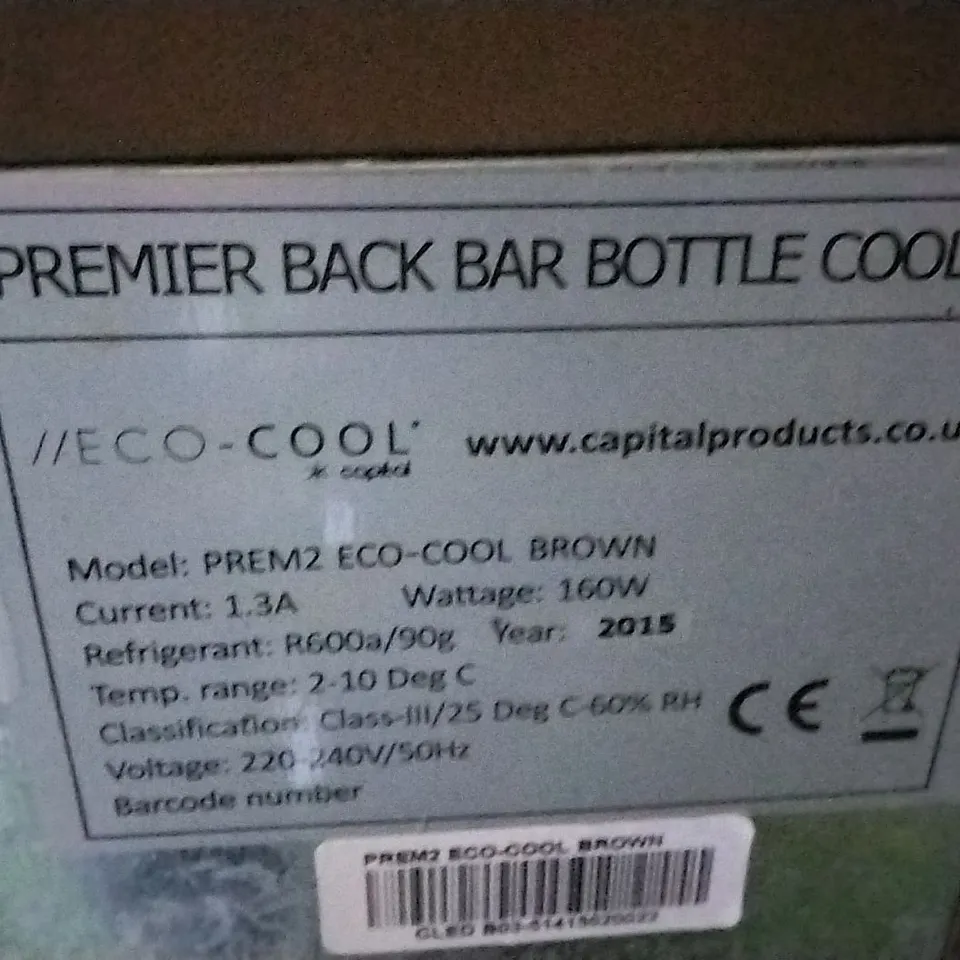 PREMIER BACK BAR BOTTLE COOL
//ECO-COOL
www.capitalproducts.co.u
Model: PREM2 ECO-COOL BROWN
Current: 1.3A Wattage: 160W
Refrigerant: R600a/90g Year: 2015
Temp. range: 2-10 Deg C
Classification: Class-III/25 Deg C-60% RH
Voltage: 220-240V/50Hz
Barcode number
CE
PREM2 ECO-COOL BROWN